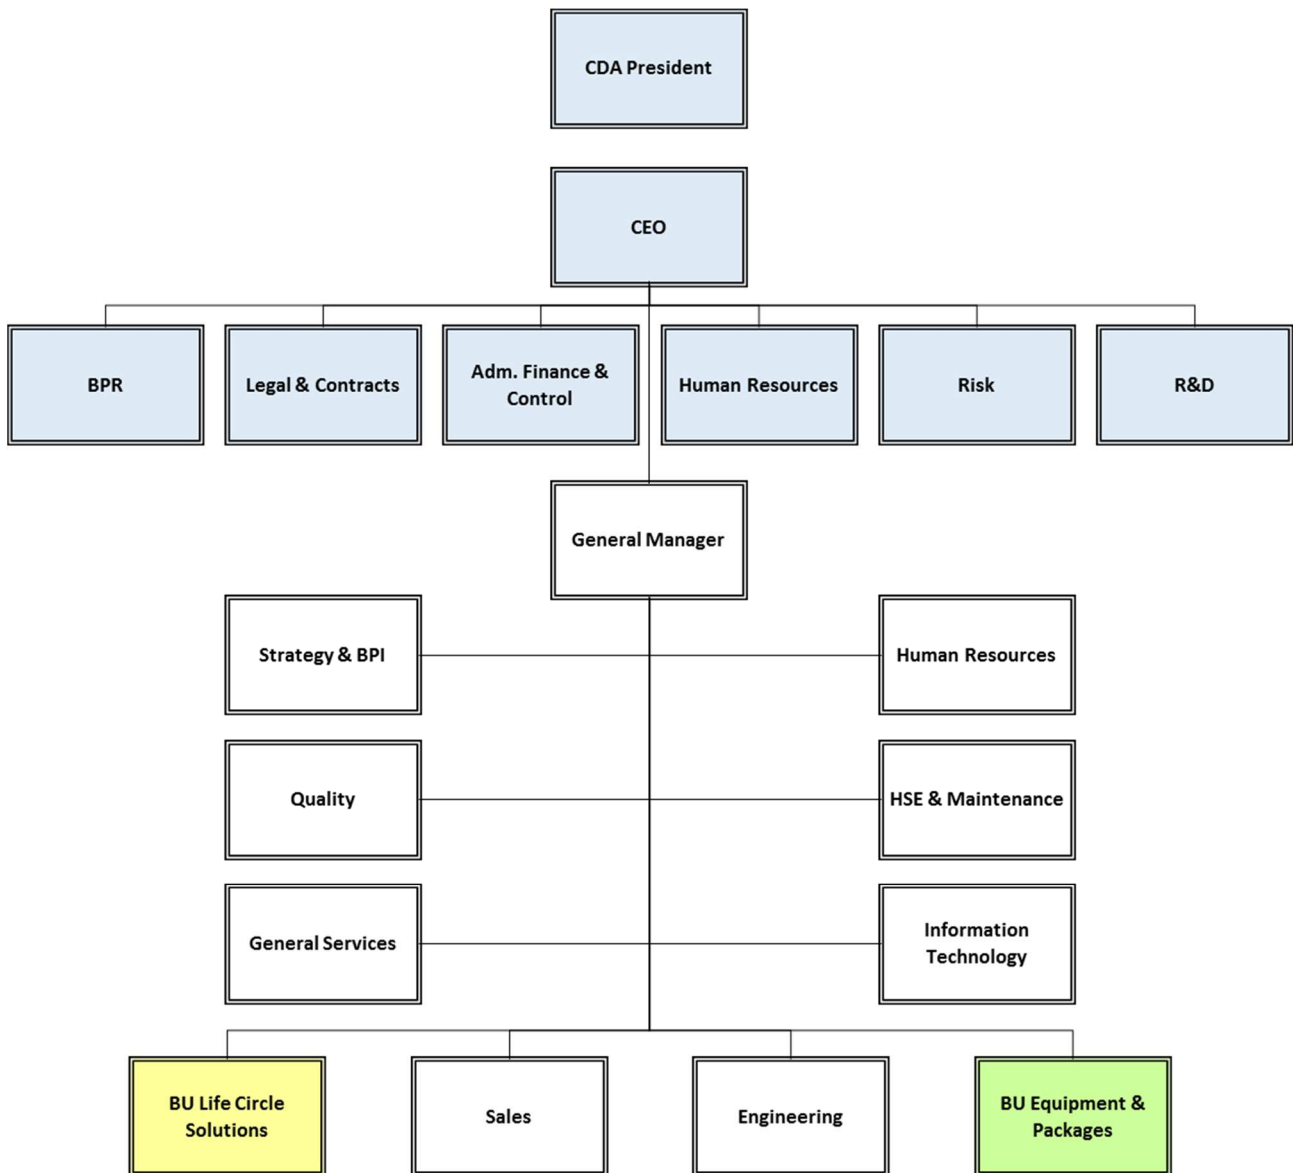 CDA President
CEO
BPR
Legal & Contracts
Adm. Finance &
Control
Human Resources
Risk
R&D
General Manager
Strategy & BPI
Human Resources
Quality
HSE & Maintenance
General Services
Information
Technology
BU Life Circle
Solutions
Sales
Engineering
BU Equipment &
Packages